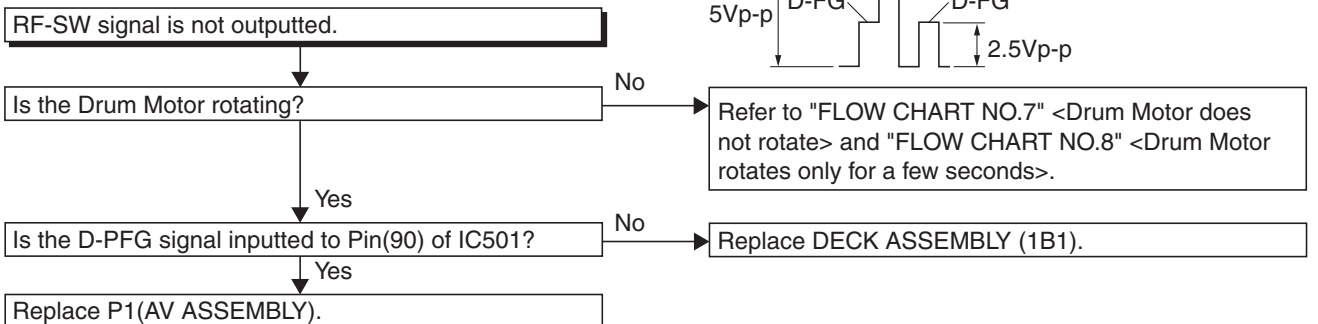 5Vp-p
D-FG
D-FG
2.5Vp-p
RF-SW signal is not outputted.
Is the Drum Motor rotating?
No
Refer to "FLOW CHART NO.7" <Drum Motor does
not rotate> and "FLOW CHART NO.8" <Drum Motor
rotates only for a few seconds>.
Yes
Is the D-PFG signal inputted to Pin(90) of IC501?
No
Replace DECK ASSEMBLY (1B1).
Yes
Replace P1(AV ASSEMBLY).